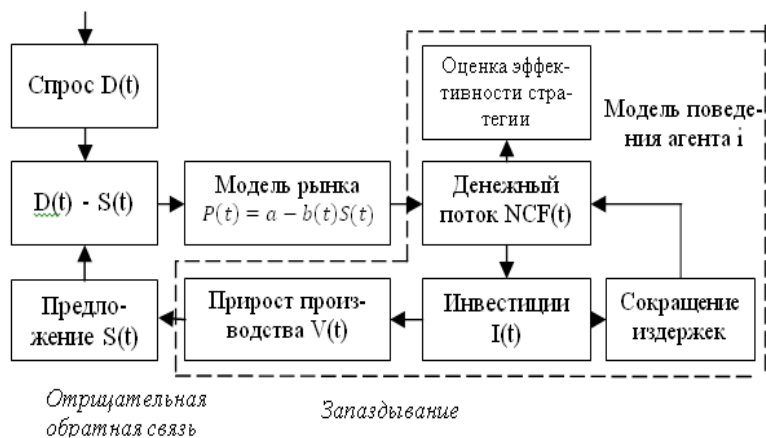 Спрос D(t)
D(t) - S(t)
Предло-
жение S(t)
Модель рынка
P(t) = a − b(t)S(t)
Оценка эффек-
тивности стра-
тегии
Модель поведе-
ния агента i
Денежный
поток NCF(t)
Прирост произ-
водства V(t)
Инвестиции
I(t)
Сокращение
издержек
Отрицательная
обратная связь
Запаздывание